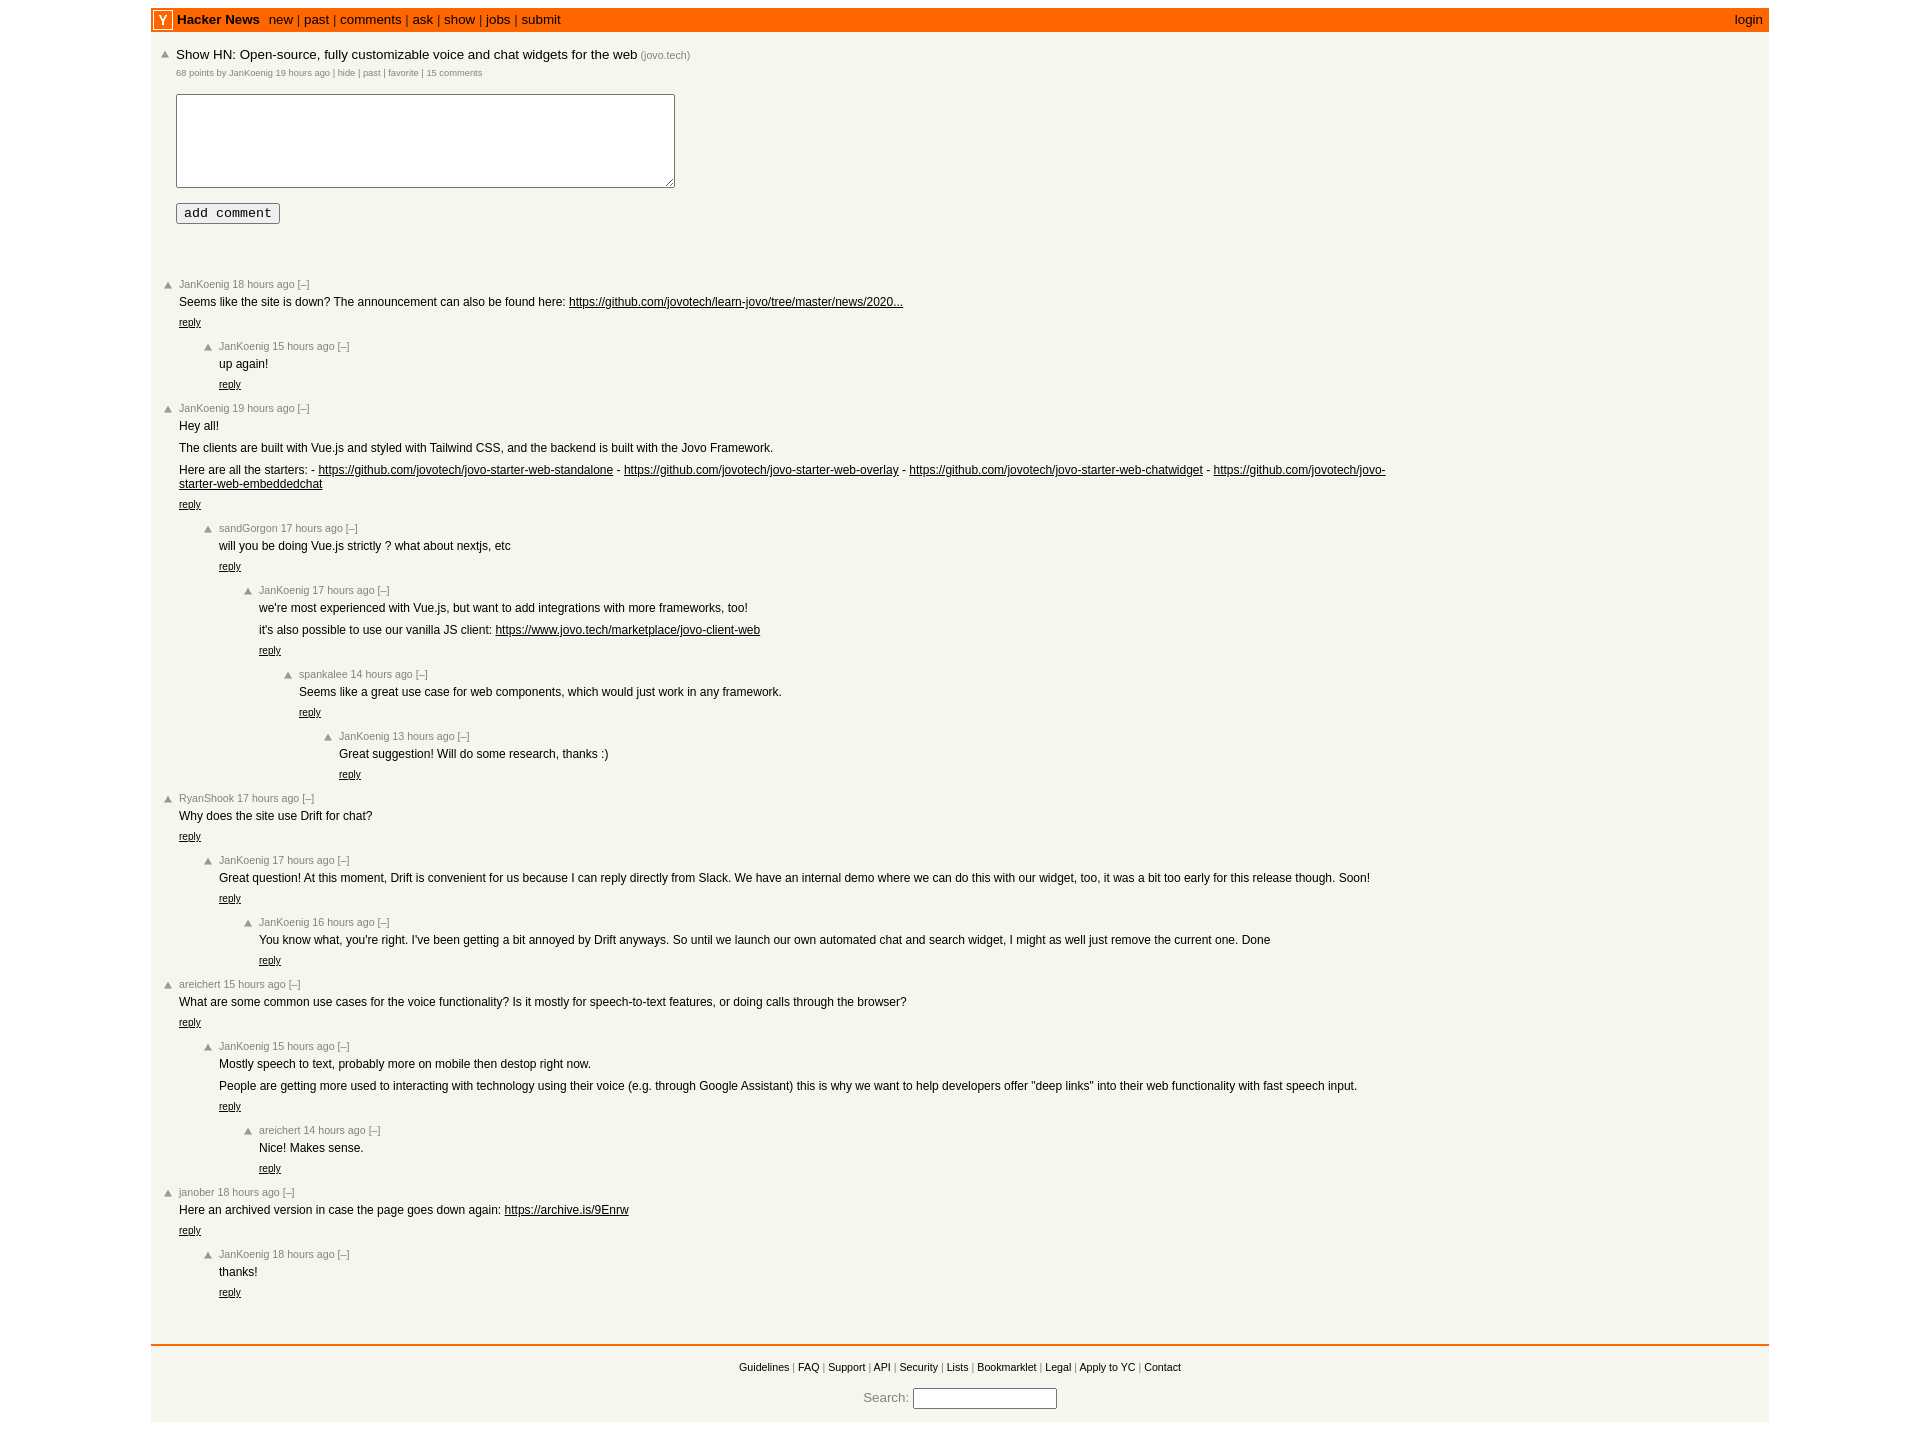 Y Hacker News new | past | comments | ask | show | jobs | submit login
Show HN: Open-source, fully customizable voice and chat widgets for the web (jovo.tech)
68 points by JanKoenig 19 hours ago | hide | past | favorite | 15 comments
add comment
JanKoenig 18 hours ago [–]
Seems like the site is down? The announcement can also be found here: https://github.com/jovotech/learn-jovo/tree/master/news/2020...
reply
JanKoenig 15 hours ago [–]
up again!
reply
JanKoenig 19 hours ago [–]
Hey all!
The clients are built with Vue.js and styled with Tailwind CSS, and the backend is built with the Jovo Framework.
Here are all the starters: - https://github.com/jovotech/jovo-starter-web-standalone - https://github.com/jovotech/jovo-starter-web-overlay - https://github.com/jovotech/jovo-starter-web-chatwidget - https://github.com/jovotech/jovo-
starter-web-embeddedchat
reply
sandGorgon 17 hours ago [–]
will you be doing Vue.js strictly ? what about nextjs, etc
reply
JanKoenig 17 hours ago [–]
we're most experienced with Vue.js, but want to add integrations with more frameworks, too!
it's also possible to use our vanilla JS client: https://www.jovo.tech/marketplace/jovo-client-web
reply
spankalee 14 hours ago [–]
Seems like a great use case for web components, which would just work in any framework.
reply
JanKoenig 13 hours ago [–]
Great suggestion! Will do some research, thanks :)
reply
RyanShook 17 hours ago [–]
Why does the site use Drift for chat?
reply
JanKoenig 17 hours ago [–]
Great question! At this moment, Drift is convenient for us because I can reply directly from Slack. We have an internal demo where we can do this with our widget, too, it was a bit too early for this release though. Soon!
reply
JanKoenig 16 hours ago [–]
You know what, you're right. I've been getting a bit annoyed by Drift anyways. So until we launch our own automated chat and search widget, I might as well just remove the current one. Done
reply
areichert 15 hours ago [–]
What are some common use cases for the voice functionality? Is it mostly for speech-to-text features, or doing calls through the browser?
reply
JanKoenig 15 hours ago [–]
Mostly speech to text, probably more on mobile then destop right now.
People are getting more used to interacting with technology using their voice (e.g. through Google Assistant) this is why we want to help developers offer "deep links" into their web functionality with fast speech input.
reply
areichert 14 hours ago [–]
Nice! Makes sense.
reply
janober 18 hours ago [–]
Here an archived version in case the page goes down again: https://archive.is/9Enrw
reply
JanKoenig 18 hours ago [–]
thanks!
reply
Guidelines | FAQ | Support | API | Security | Lists | Bookmarklet | Legal | Apply to YC | Contact
Search: